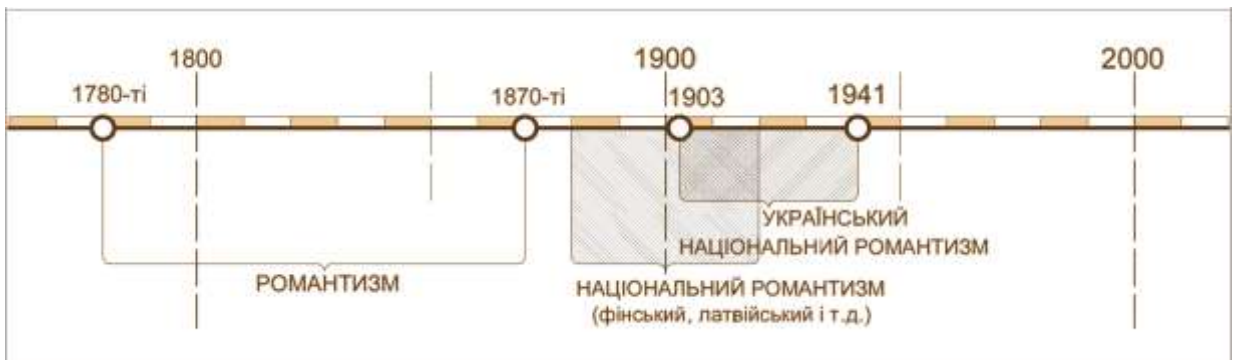 1800
1900
2000
1780-ті
1870-ті
1903
1941
УКРАЇНСЬКИЙ
НАЦІОНАЛЬНИЙ РОМАНТИЗМ
РОМАНТИЗМ
НАЦІОНАЛЬНИЙ РОМАНТИЗМ
(фінський, латвійський і т.д.)